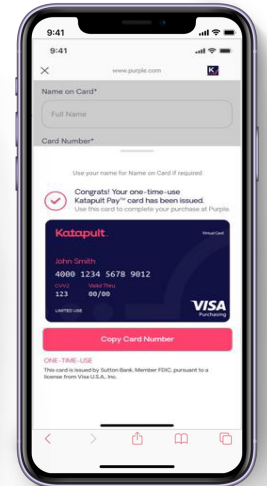 9:41
9:41
www.purple.com
K
Name on Card*
Full Name
Card Number*
Use your name for Name on Card if required
Congrats! Your one-time-use
Katapult Pay™ card has been issued.
Use this card to complete your purchase at Purple.
Katapult
Virtual Card
John Smith
4000 1234 5678 9012
CVV2 Valid Thru
123 00/00
LIMITED USE
VISA
Purchasing
Copy Card Number
ONE-TIME-USE
This card is issued by Sutton Bank, Member FDIC, pursuant to a
license from Visa U.S.A., Inc.